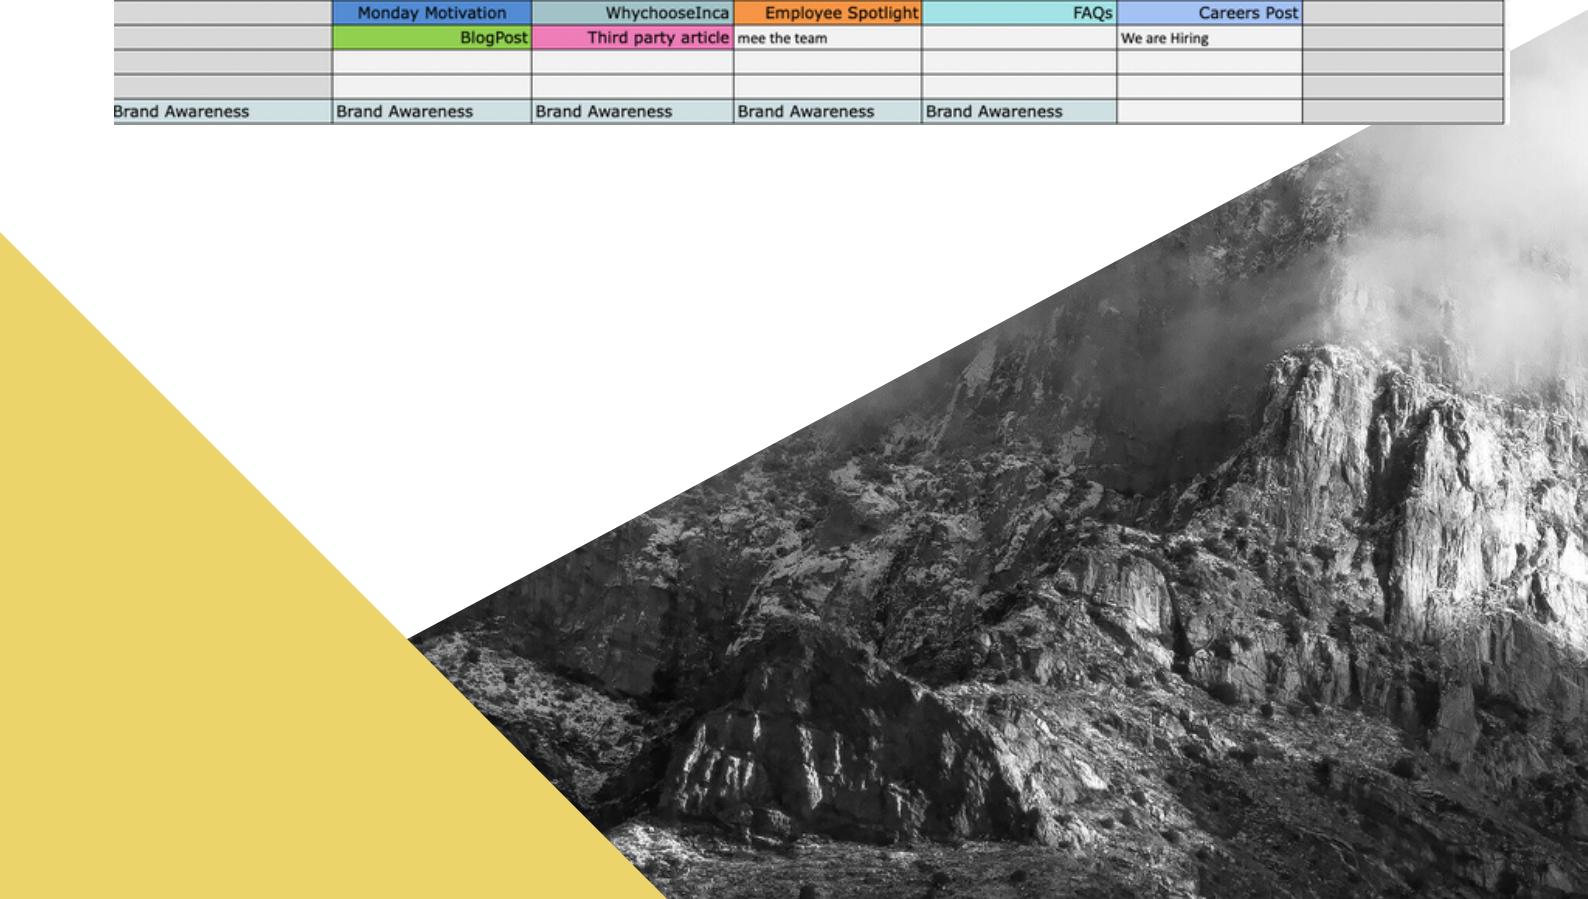 Monday Motivation WhychooseInca Employee Spotlight FAQs Careers Post
BlogPost Third party article mee the team We are Hiring
Brand Awareness Brand Awareness Brand Awareness Brand Awareness Brand Awareness